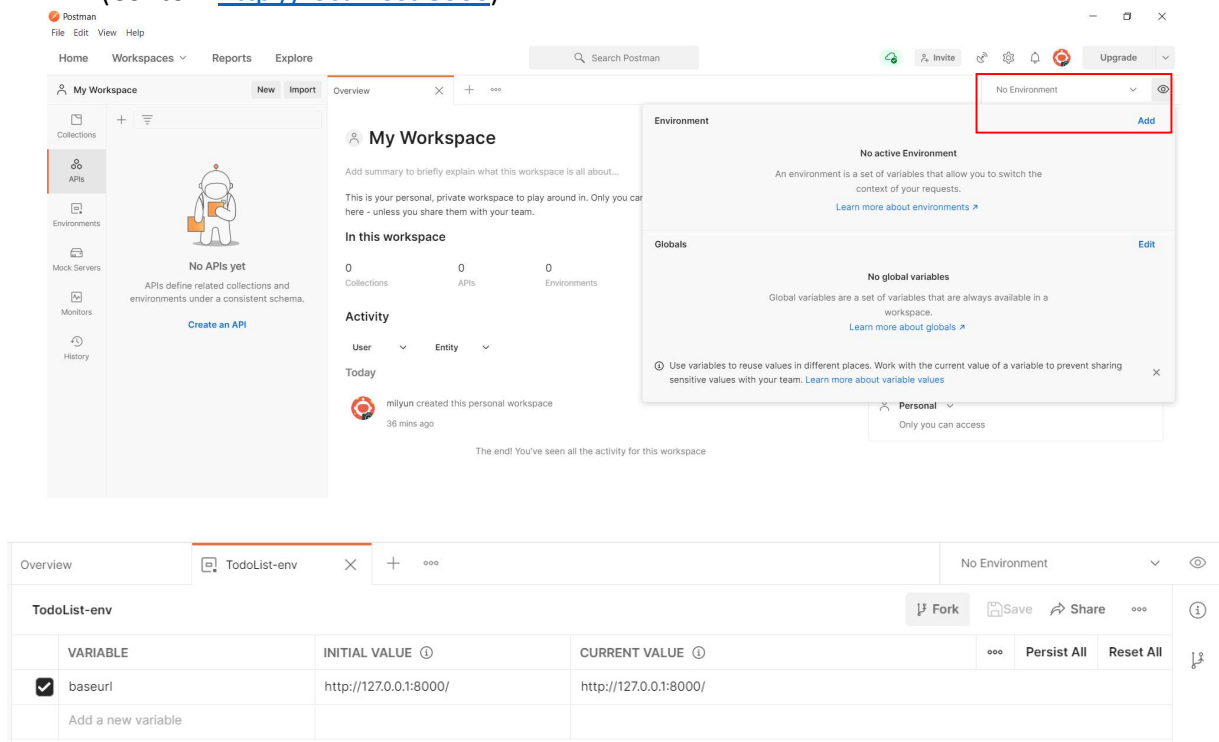 Postman
File Edit View Help
Home Workspaces Reports Explore Search Postman Invite Upgrade
My Workspace New Import Overview No Environment
Collections
APIs
Environments
Mock Servers
Monitors
History
No APIs yet
APIs define related collections and
environments under a consistent schema.
Create an API
My Workspace
Add summary to briefly explain what this workspace is all about...
This is your personal, private workspace to play around in. Only you can
here - unless you share them with your team.
In this workspace
0 0 0
Collections APIs Environments
Activity
User Entity
Today
milyun created this personal workspace
36 mins ago
The end! You've seen all the activity for this workspace
Environment Add
No active Environment
An environment is a set of variables that allow you to switch the
context of your requests.
Learn more about environments
Globals Edit
No global variables
Global variables are a set of variables that are always available in a
workspace.
Learn more about globals
Use variables to reuse values in different places. Work with the current value of a variable to prevent sharing
sensitive values with your team. Learn more about variable values
Personal
Only you can access
Overview TodoList-env No Environment
TodoList-env Fork Save Share
VARIABLE INITIAL VALUE CURRENT VALUE Persist All Reset All
baseurl http://127.0.0.1:8000/ http://127.0.0.1:8000/
Add a new variable